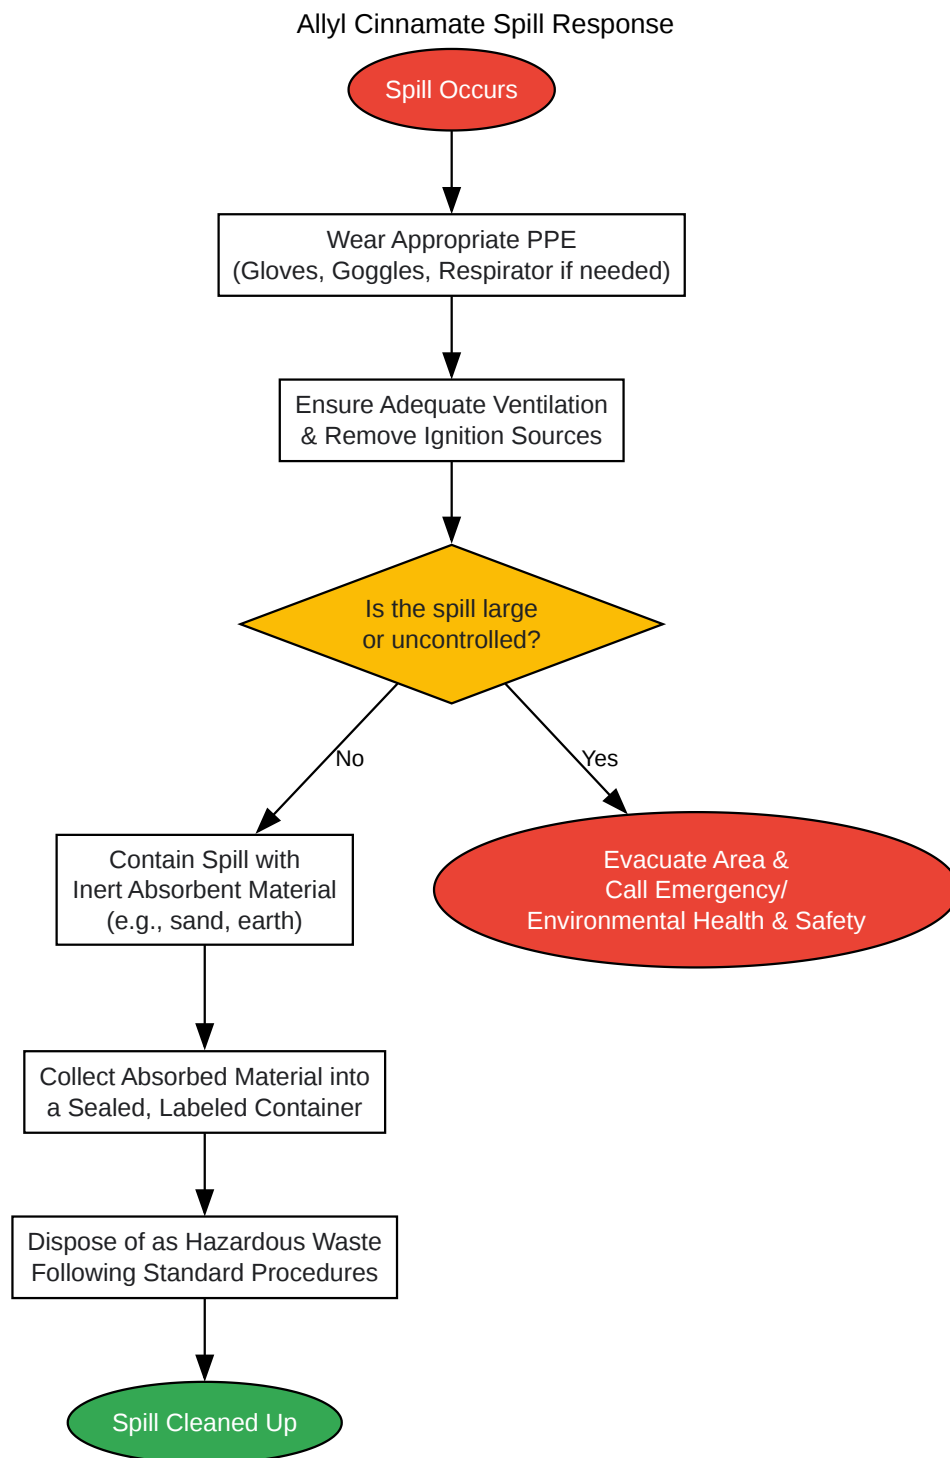 Allyl Cinnamate Spill Response
Spill Occurs
Wear Appropriate PPE
(Gloves, Goggles, Respirator if needed)
Ensure Adequate Ventilation
& Remove Ignition Sources
Is the spill large
or uncontrolled?
No
Yes
Contain Spill with
Inert Absorbent Material
(e.g., sand, earth)
Evacuate Area &
Call Emergency/
Environmental Health & Safety
Collect Absorbed Material into
a Sealed, Labeled Container
Dispose of as Hazardous Waste
Following Standard Procedures
Spill Cleaned Up